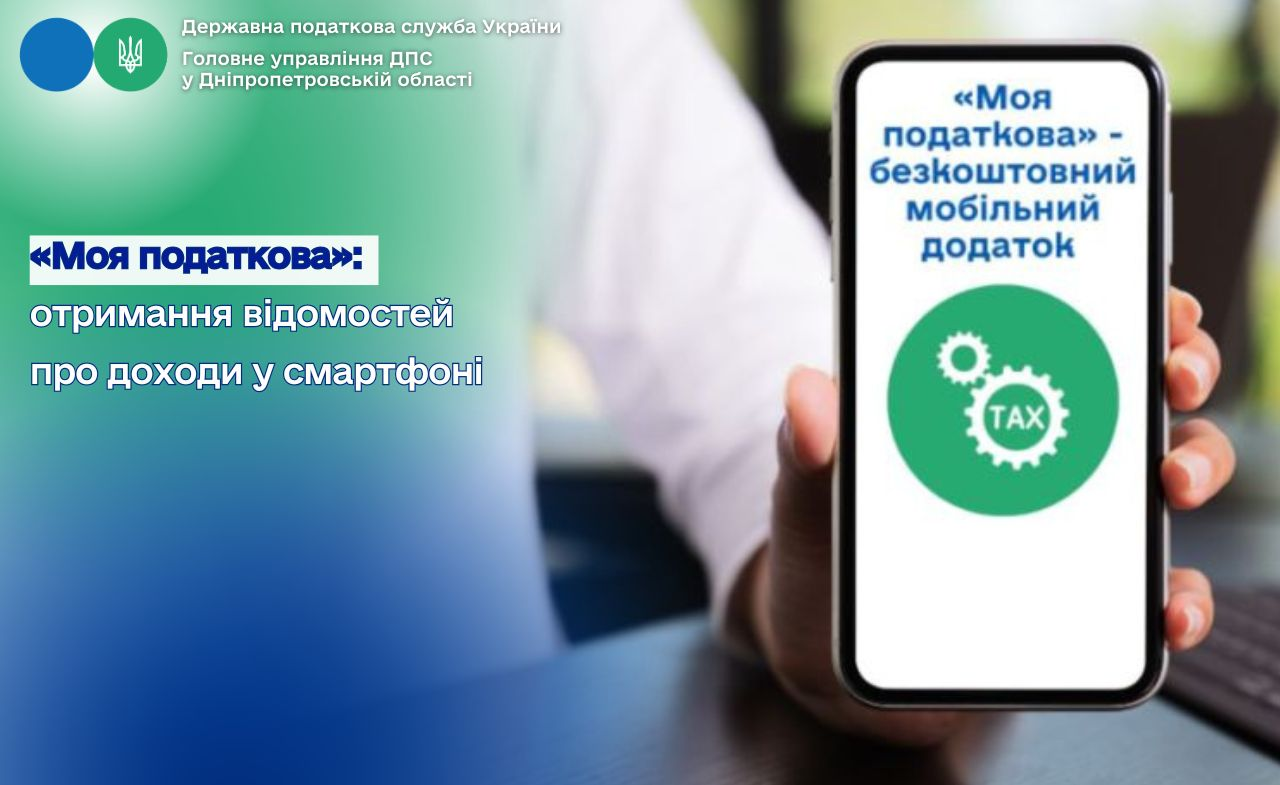 Державна податкова служба України
Головне управління ДПС
у Дніпропетровській області
«Моя податкова»:
отримання відомостей
про доходи у смартфоні
«Моя
податкова» -
безкоштовний
мобільний
додаток
TAX